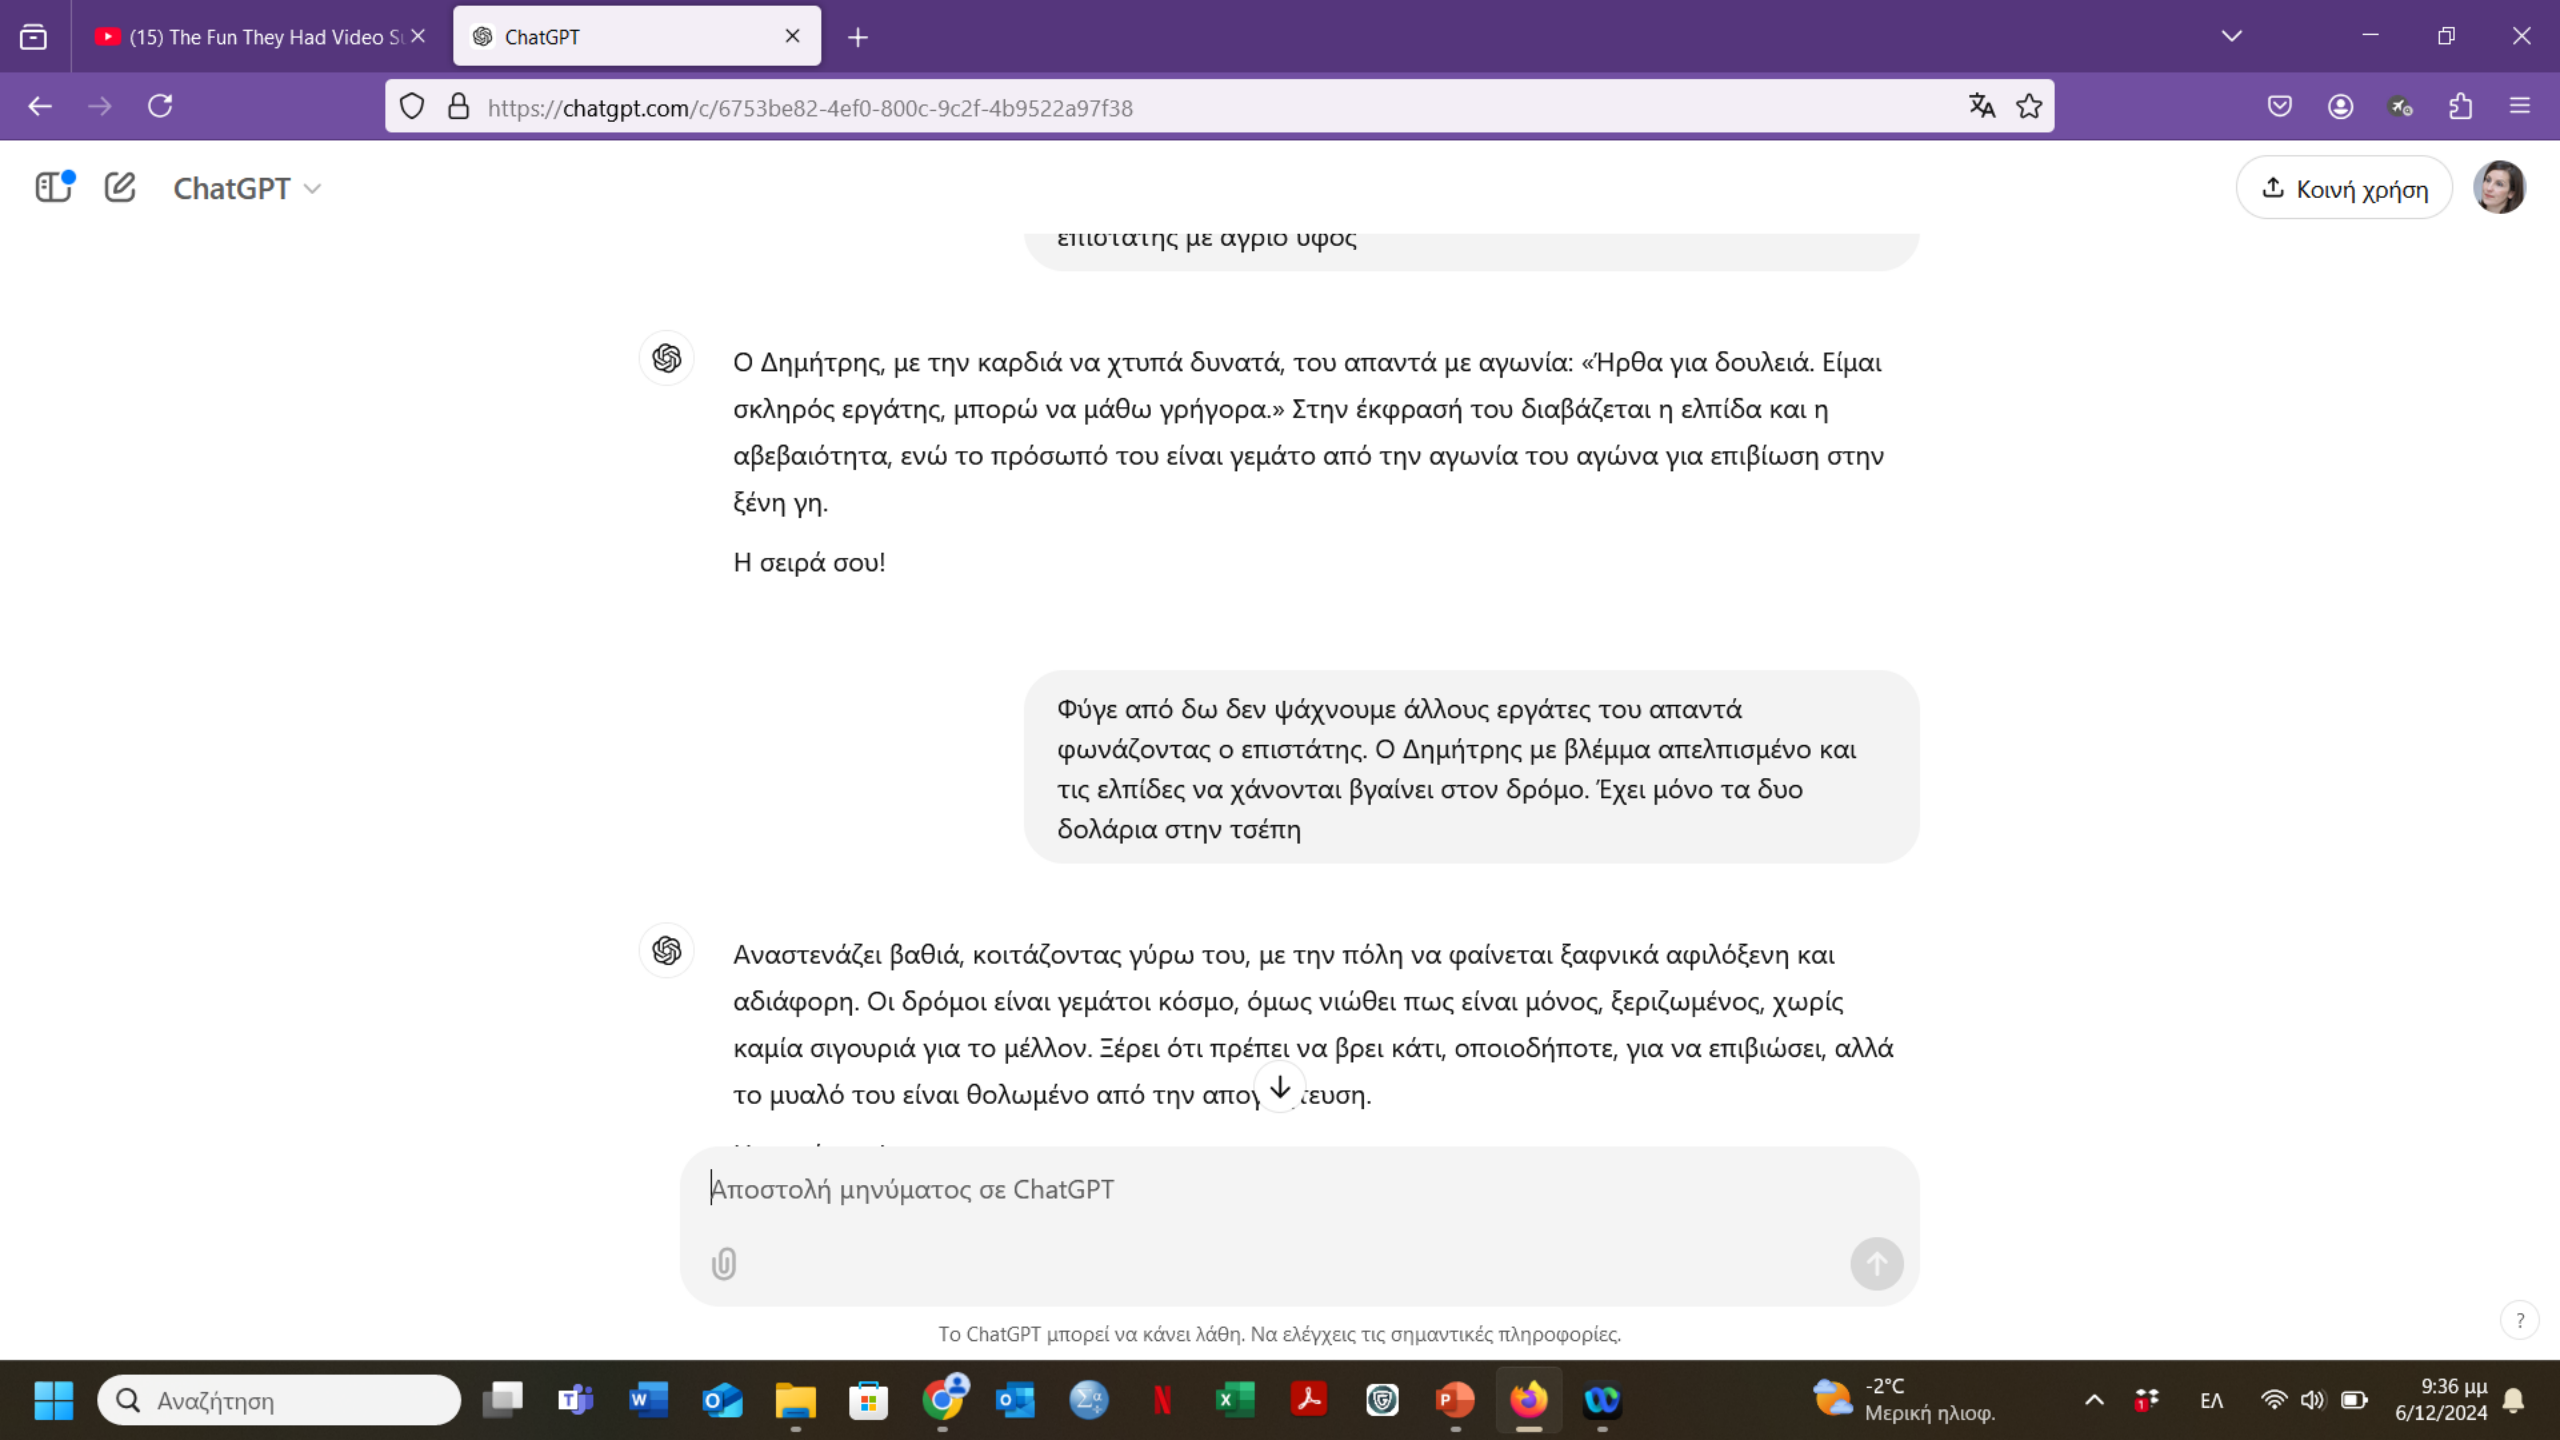 (15) The Fun They Had Video Su
ChatGPT
https://chatgpt.com/c/6753be82-4ef0-800c-9c2f-4b9522a97f38
ChatGPT
Κοινή χρήση
επιστάτης με άγριο ύφος
Ο Δημήτρης, με την καρδιά να χτυπά δυνατά, του απαντά με αγωνία: «Ήρθα για δουλειά. Είμαι
σκληρός εργάτης, μπορώ να μάθω γρήγορα.» Στην έκφρασή του διαβάζεται η ελπίδα και η
αβεβαιότητα, ενώ το πρόσωπό του είναι γεμάτο από την αγωνία του αγώνα για επιβίωση στην
ξένη γη.
Η σειρά σου!
Φύγε από δω δεν ψάχνουμε άλλους εργάτες του απαντά
φωνάζοντας ο επιστάτης. Ο Δημήτρης με βλέμμα απελπισμένο και
τις ελπίδες να χάνονται βγαίνει στον δρόμο. Έχει μόνο τα δυο
δολάρια στην τσέπη
Αναστενάζει βαθιά, κοιτάζοντας γύρω του, με την πόλη να φαίνεται ξαφνικά αφιλόξενη και
αδιάφορη. Οι δρόμοι είναι γεμάτοι κόσμο, όμως νιώθει πως είναι μόνος, ξεριζωμένος, χωρίς
καμία σιγουριά για το μέλλον. Ξέρει ότι πρέπει να βρει κάτι, οποιοδήποτε, για να επιβιώσει, αλλά
το μυαλό του είναι θολωμένο από την
Αποστολή μηνύματος σε ChatGPT
Το ChatGPT μπορεί να κάνει λάθη. Να ελέγχεις τις σημαντικές πληροφορίες.
?
Αναζήτηση
-2°C
Μερική ηλιοφ.
ΕΛ
9:36 μμ
6/12/2024